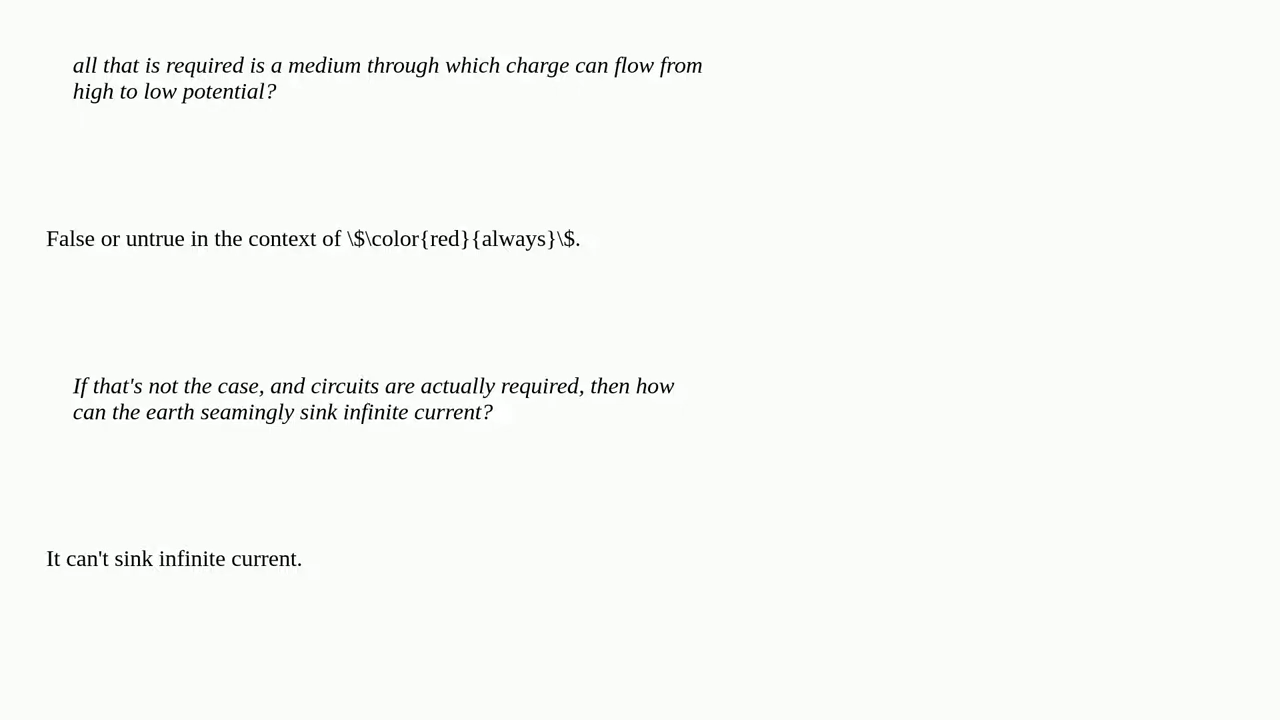 all that is required is a medium through which charge can flow from
high to low potential?
False or untrue in the context of \$\color{red}{always}\$.
If that's not the case, and circuits are actually required, then how
can the earth seamingly sink infinite current?
It can't sink infinite current.